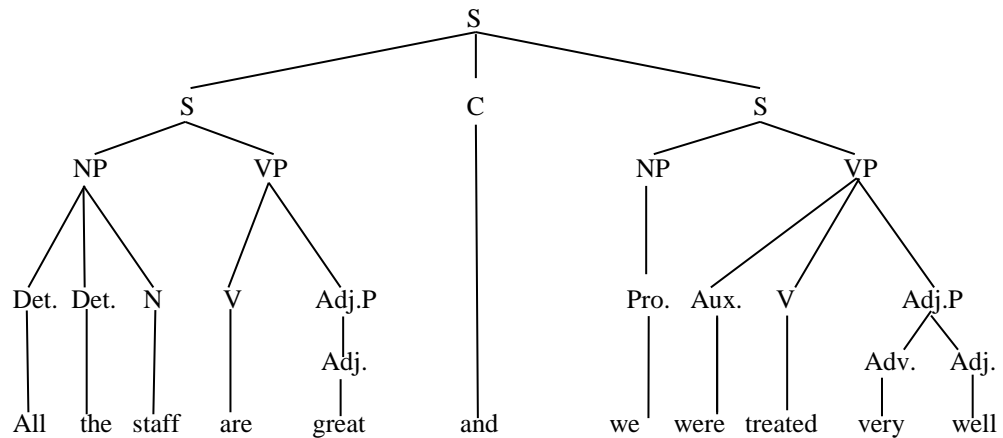 S
S C S
NP VP NP VP
Det. Det. N V Adj.P Pro. Aux. V Adj.P
Adj. Adv. Adj.
All the staff are great and we were treated very well